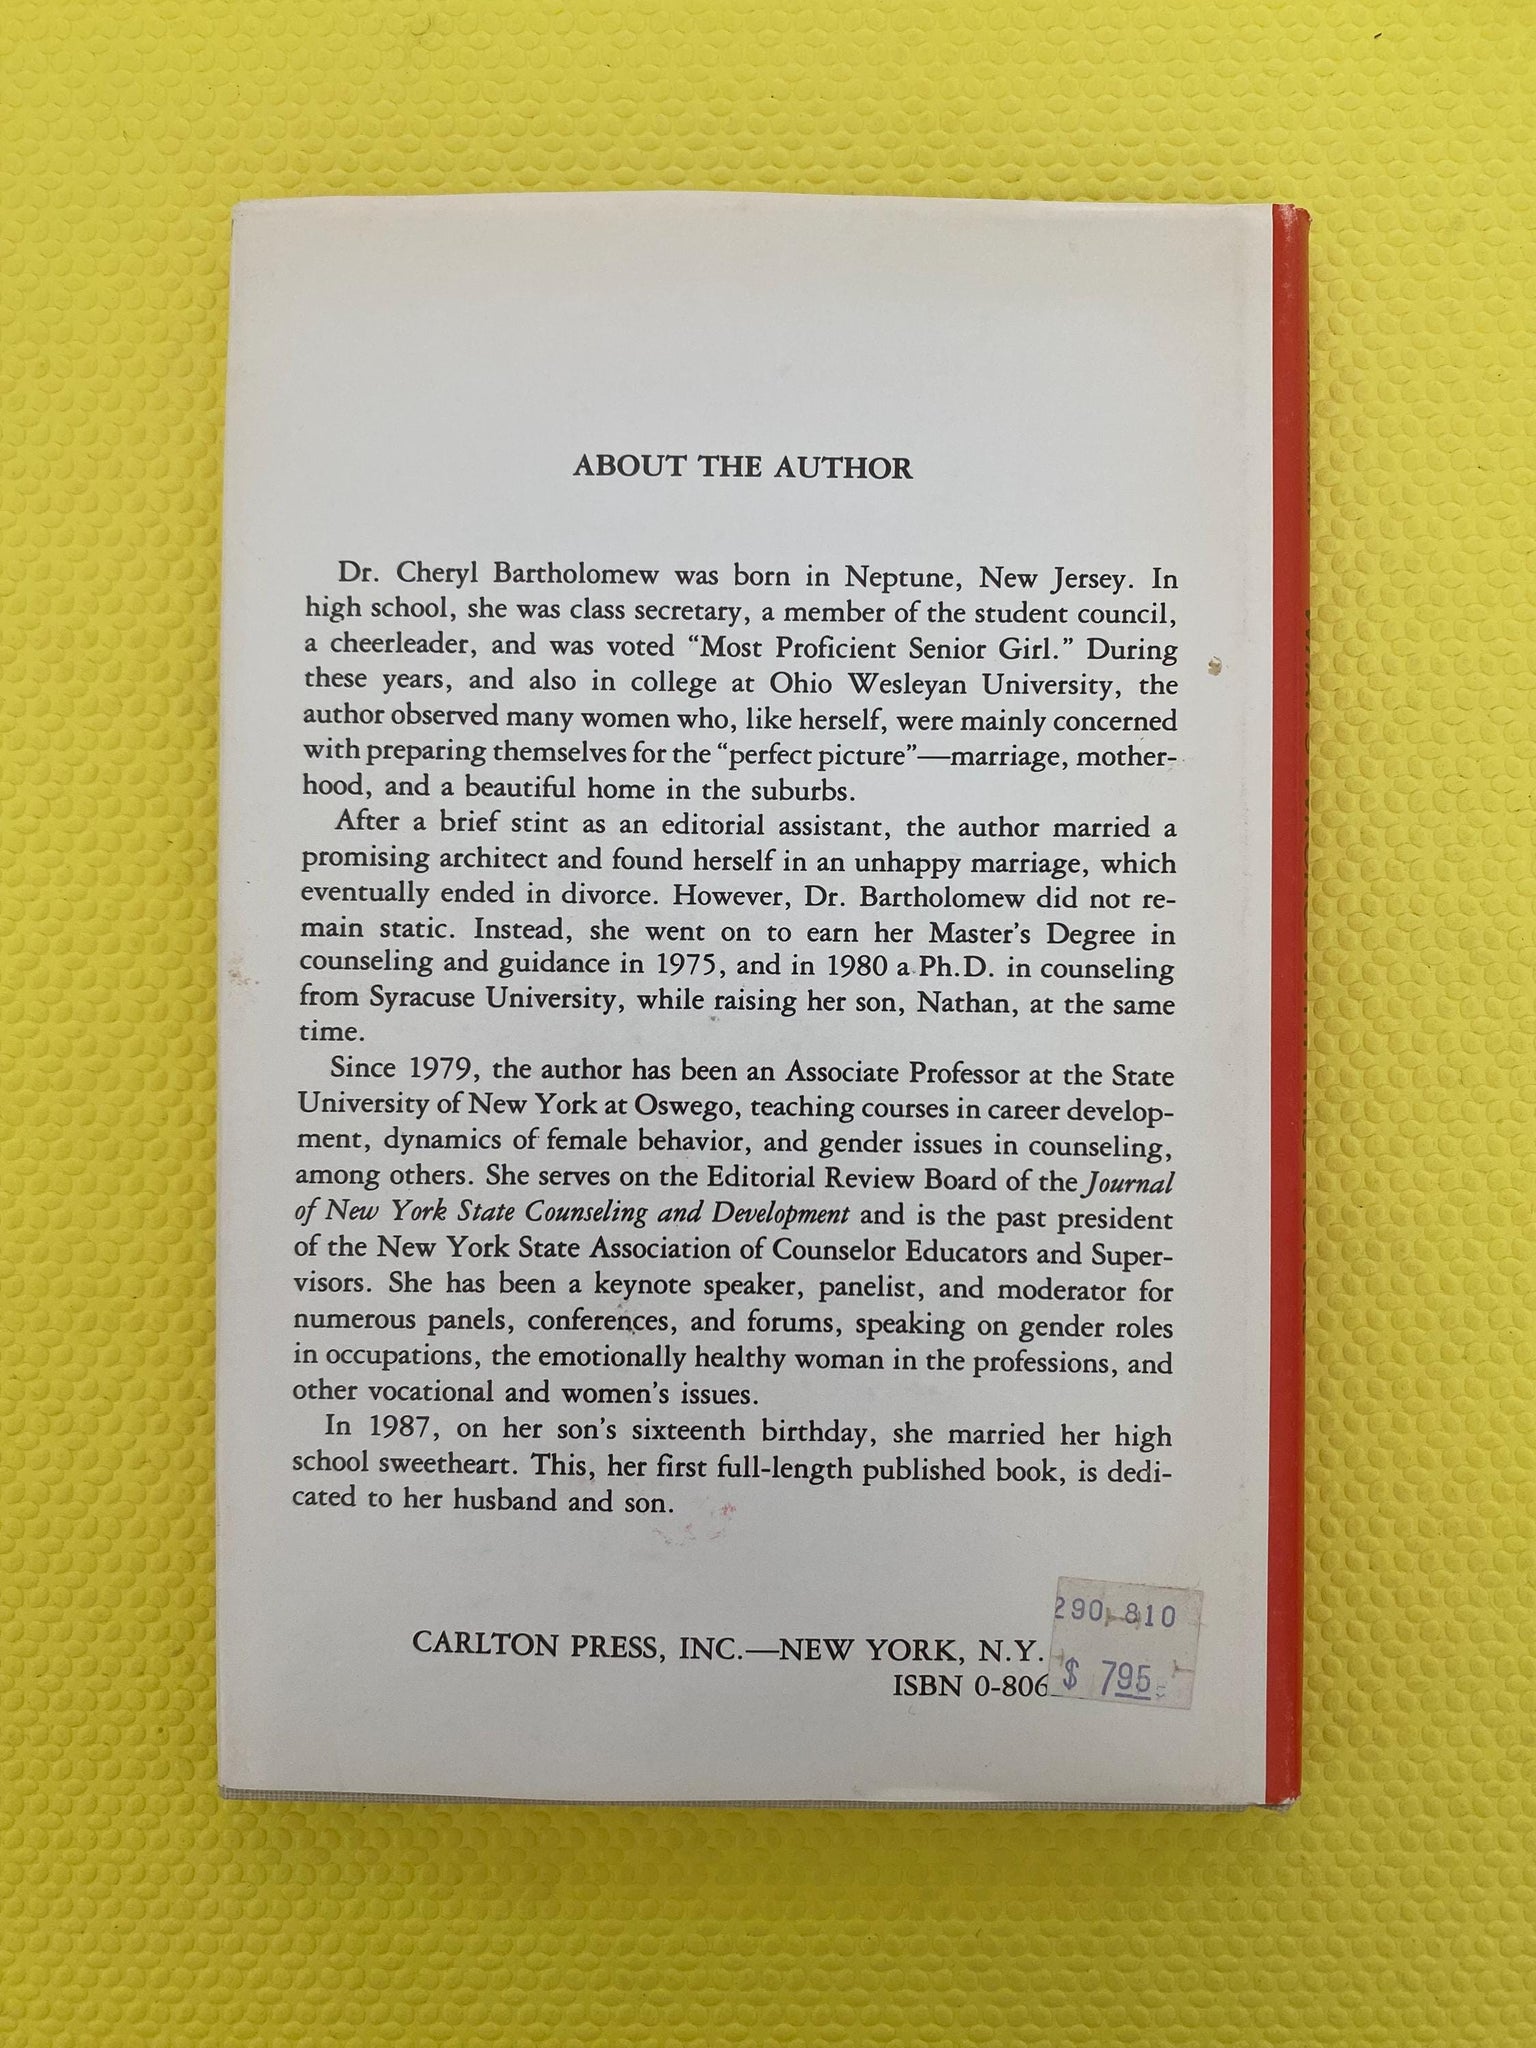 ABOUT THE AUTHOR
Dr. Cheryl Bartholomew was born in Neptune, New Jersey. In
high school, she was class secretary, a member of the student council,
a cheerleader, and was voted “Most Proficient Senior Girl.” During
these years, and also in college at Ohio Wesleyan University, the
author observed many women who, like herself, were mainly concerned
with preparing themselves for the “perfect picture”—marriage, mother-
hood, and a beautiful home in the suburbs.
After a brief stint as an editorial assistant, the author married a
promising architect and found herself in an unhappy marriage, which
eventually ended in divorce. However, Dr. Bartholomew did not re-
main static. Instead, she went on to earn her Master’s Degree in
counseling and guidance in 1975, and in 1980 a Ph.D. in counseling
from Syracuse University, while raising her son, Nathan, at the same
time.
Since 1979, the author has been an Associate Professor at the State
University of New York at Oswego, teaching courses in career develop-
ment, dynamics of female behavior, and gender issues in counseling,
among others. She serves on the Editorial Review Board of the Journal
of New York State Counseling and Development and is the past president
of the New York State Association of Counselor Educators and Super-
visors. She has been a keynote speaker, panelist, and moderator for
numerous panels, conferences, and forums, speaking on gender roles
in occupations, the emotionally healthy woman in the professions, and
other vocational and women’s issues.
In 1987, on her son’s sixteenth birthday, she married her high
school sweetheart. This, her first full-length published book, is dedi-
cated to her husband and son.
290 810
CARLTON PRESS, INC.—NEW YORK, N.Y.
$ 795
ISBN 0-806